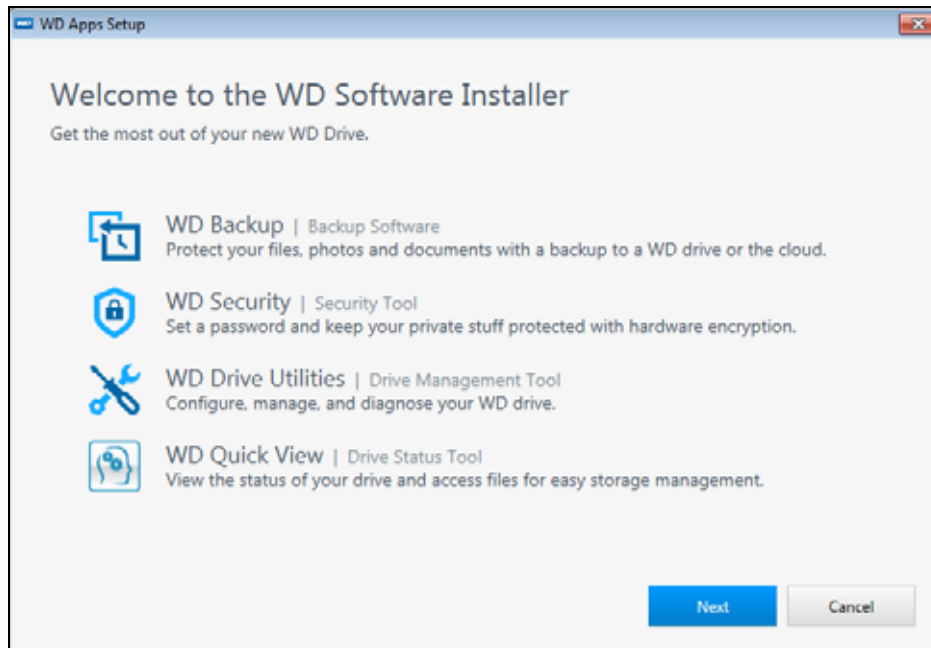 WD Apps Setup
Welcome to the WD Software Installer
Get the most out of your new WD Drive.
WD Backup | Backup Software
Protect your files, photos and documents with a backup to a WD drive or the cloud.
WD Security | Security Tool
Set a password and keep your private stuff protected with hardware encryption.
WD Drive Utilities | Drive Management Tool
Configure, manage, and diagnose your WD drive.
WD Quick View | Drive Status Tool
View the status of your drive and access files for easy storage management.
Next Cancel